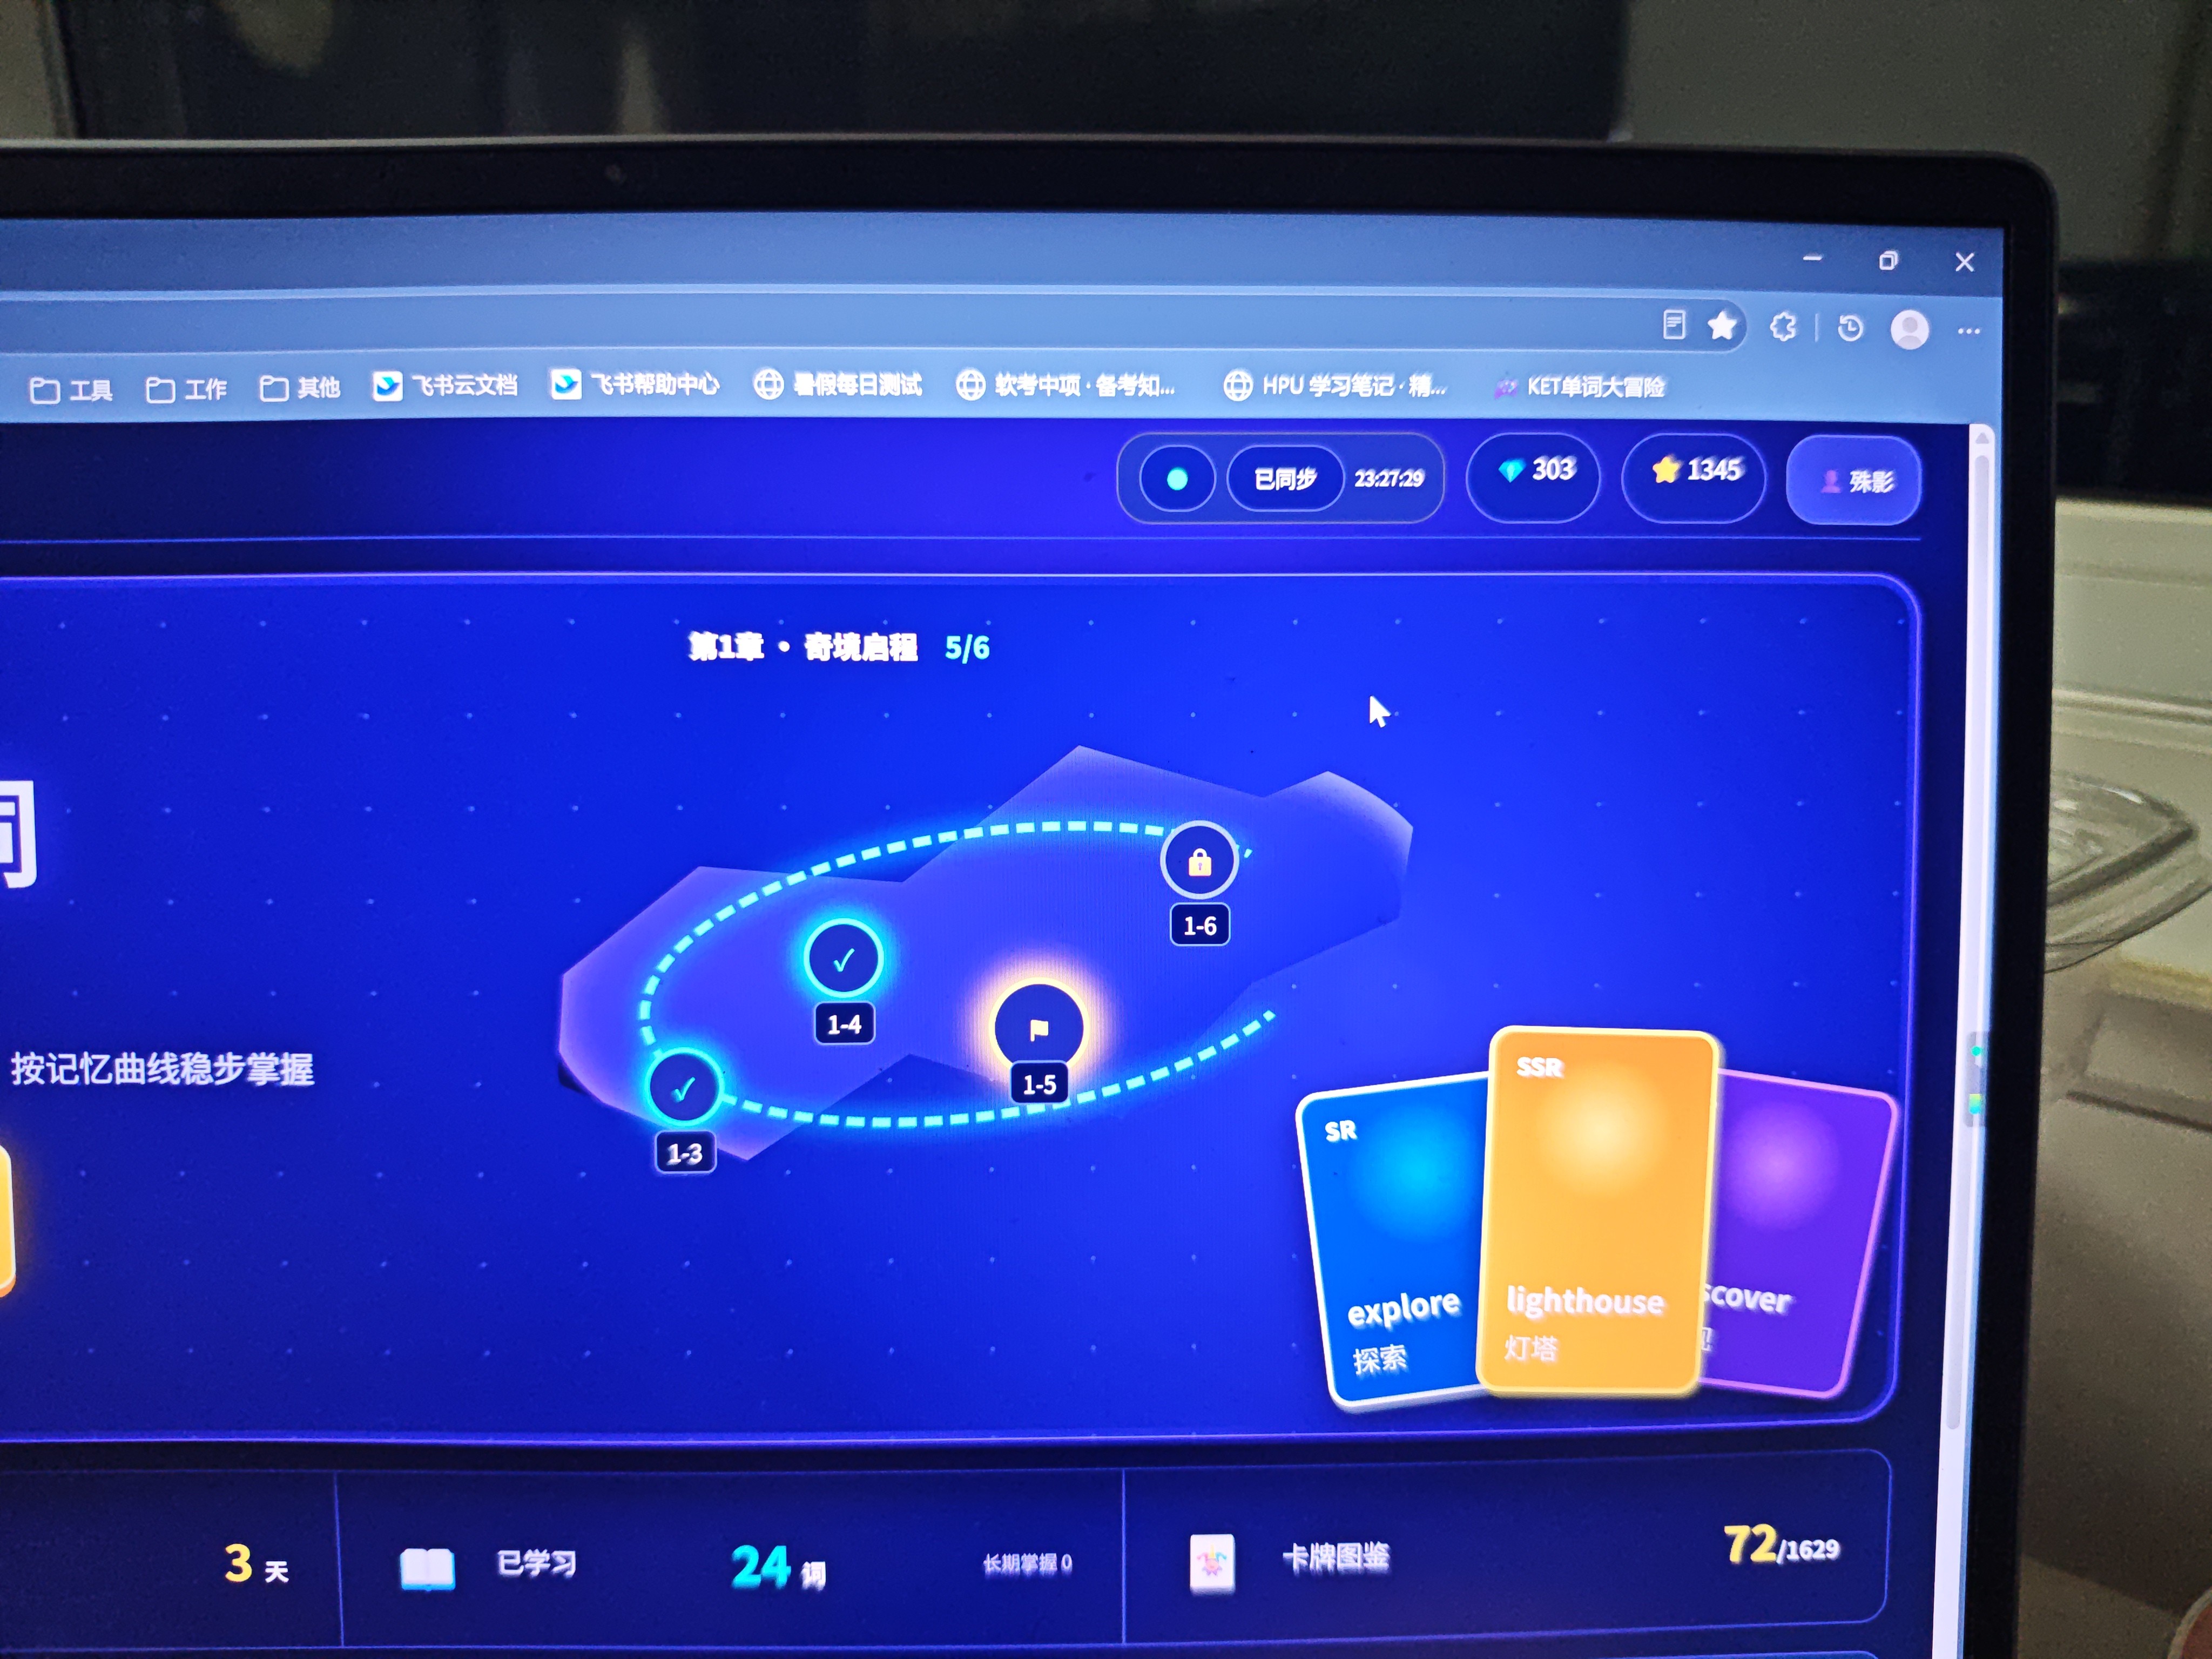 工具 工作 其他 飞书云文档 飞书帮助中心 暑假每日测试 软考中项·备考知... HPU 学习笔记·精... KET单词大冒险
已同步 23:27:29 303 1345 殊影
第1章 • 奇境启程 5/6
词
1-6
1-4
按记忆曲线稳步掌握
1-5
1-3
SR
explore
探索
SSR
lighthouse
灯塔
scover
3 天
已学习 24 词 长期掌握 0
卡牌图鉴 72/1629